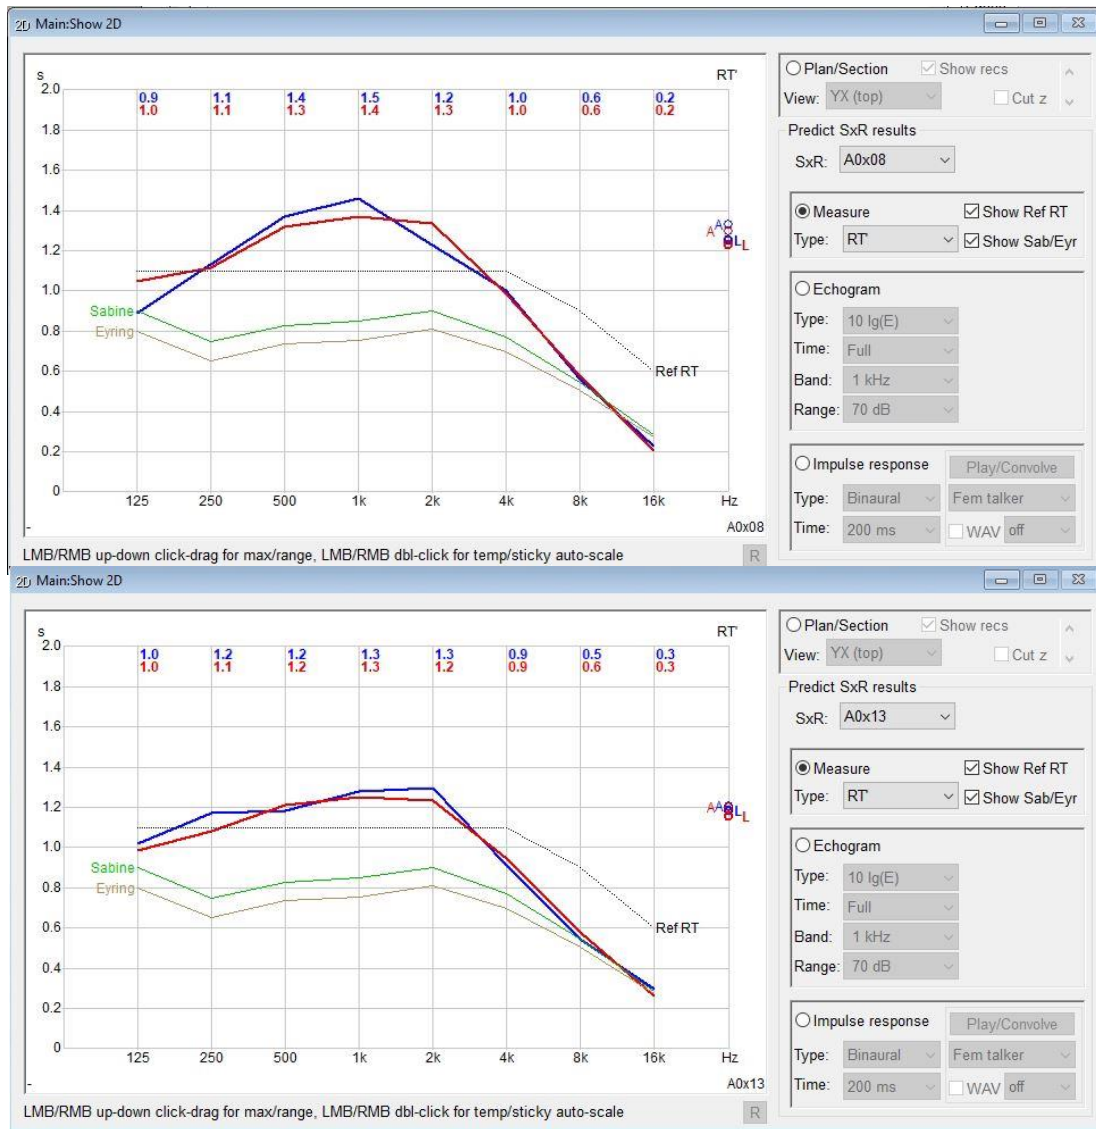 2D Main:Show 2D
s
RT'
2.0
0.9 1.1 1.4 1.5 1.2 1.0 0.6 0.2
1.0 1.1 1.3 1.4 1.3 1.0 0.6 0.2
1.8
1.6
1.4
1.2
1.0
0.8
0.6
0.4
0.2
0
A A L L
Sabine
Eyring
Ref RT
125 250 500 1k 2k 4k 8k 16k Hz
- A0x08
LMB/RMB up-down click-drag for max/range, LMB/RMB dbl-click for temp/sticky auto-scale R
Plan/Section Show recs
View: YX (top) Cut z
Predict SxR results
SxR: A0x08
Measure Show Ref RT
Type: RT' Show Sab/Eyr
Echogram
Type: 10 lg(E)
Time: Full
Band: 1 kHz
Range: 70 dB
Impulse response Play/Convolve
Type: Binaural Fem talker
Time: 200 ms WAV off
2D Main:Show 2D
s
RT'
2.0
1.0 1.2 1.2 1.3 1.3 0.9 0.5 0.3
1.0 1.1 1.2 1.3 1.2 0.9 0.6 0.3
1.8
1.6
1.4
1.2
1.0
0.8
0.6
0.4
0.2
0
A A L L
Sabine
Eyring
Ref RT
125 250 500 1k 2k 4k 8k 16k Hz
- A0x13
LMB/RMB up-down click-drag for max/range, LMB/RMB dbl-click for temp/sticky auto-scale R
Plan/Section Show recs
View: YX (top) Cut z
Predict SxR results
SxR: A0x13
Measure Show Ref RT
Type: RT' Show Sab/Eyr
Echogram
Type: 10 lg(E)
Time: Full
Band: 1 kHz
Range: 70 dB
Impulse response Play/Convolve
Type: Binaural Fem talker
Time: 200 ms WAV off